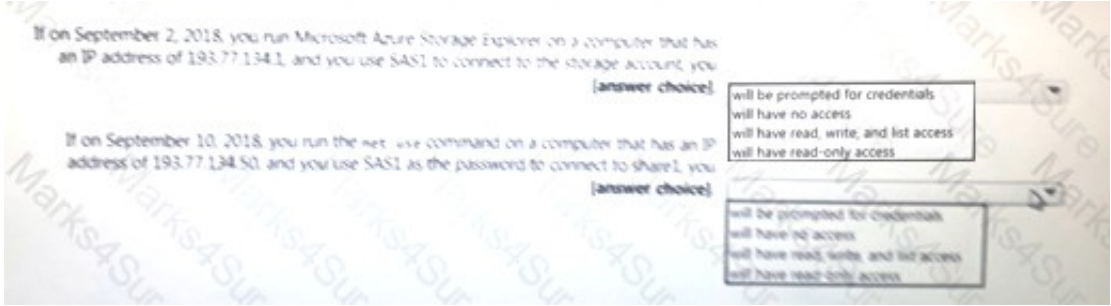 If on September 2, 2018, you run Microsoft Azure Storage Explorer on a computer that has
an IP address of 193.77.134.1, and you use SAS1 to connect to the storage account, you
[answer choice].
will be prompted for credentials
will have no access
will have read, write, and list access
will have read-only access
If on September 10, 2018, you run the net use command on a computer that has an IP
address of 193.77.134.50, and you use SAS1 as the password to connect to share1, you
[answer choice].
will be prompted for credentials
will have no access
will have read, write, and list access
will have read-only access
Marks4Sure
Marks4Sure
Marks4Sure